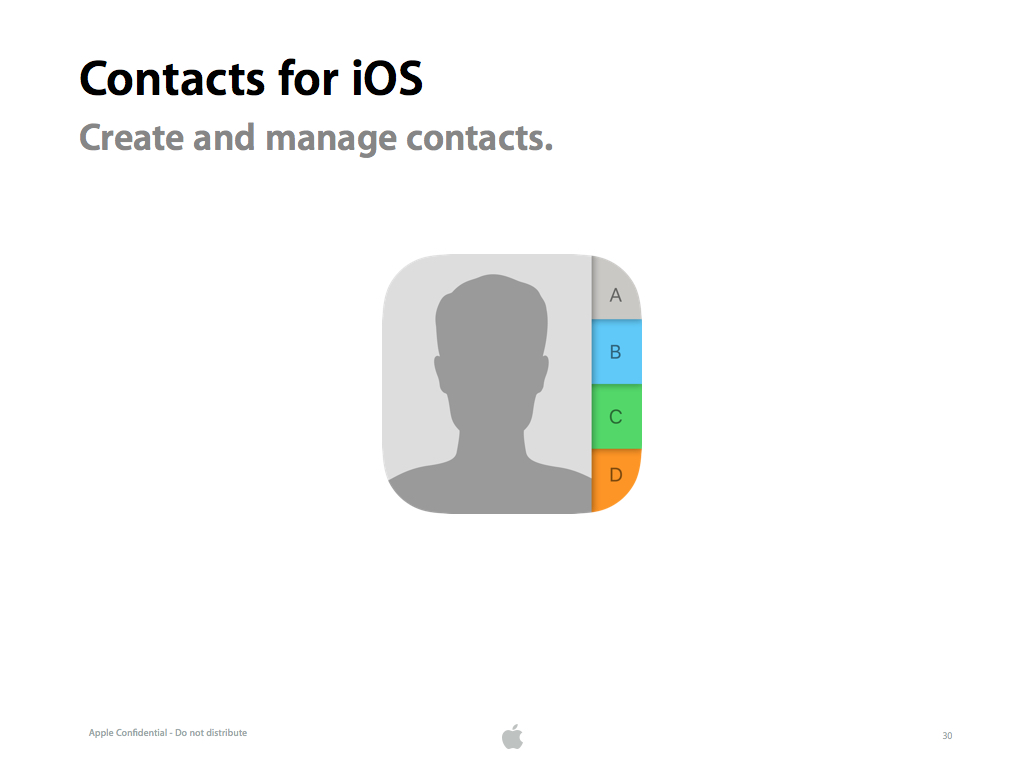 Contacts for iOS
Create and manage contacts.
A
B
C
D
Apple Confidential - Do not distribute
30